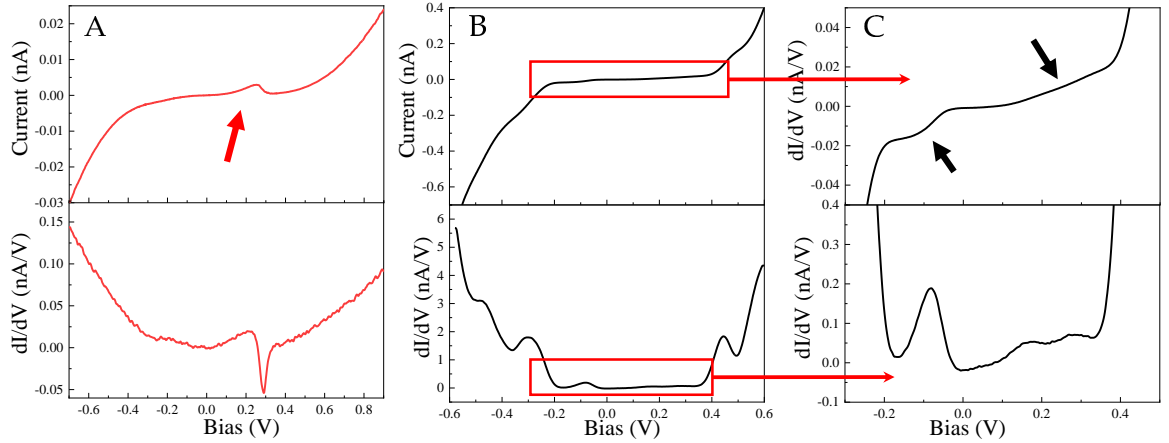 A
Current (nA)
0.02
0.01
0.00
-0.01
-0.02
-0.03
dI/dV (nA/V)
0.15
0.10
0.05
0.00
-0.05
-0.6 -0.4 -0.2 0.0 0.2 0.4 0.6 0.8
Bias (V)
B
Current (nA)
0.4
0.2
0.0
-0.2
-0.4
-0.6
dI/dV (nA/V)
6
5
4
3
2
1
0
-0.6 -0.4 -0.2 0.0 0.2 0.4 0.6
Bias (V)
C
dI/dV (nA/V)
0.04
0.02
0.00
-0.02
-0.04
dI/dV (nA/V)
0.4
0.3
0.2
0.1
0.0
-0.1
-0.2 0.0 0.2 0.4
Bias (V)